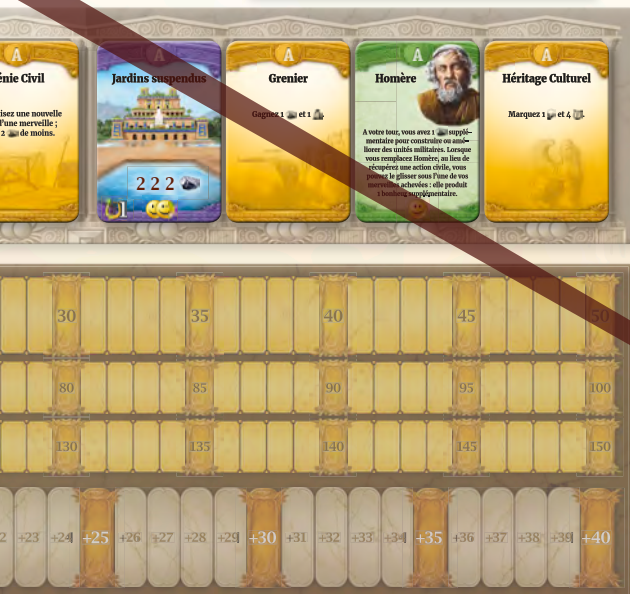 A
énie Civil
isez une nouvelle
l'une merveille ;
2 de moins.
A
Jardins suspendus
2 2 2
1
A
Grenier
Gagnez 1 et 1
A
Homère
A votre tour, vous avez 1 supplé-
mentaire pour construire ou amé-
liorer des unités militaires. Lorsque
vous remplacez Homère, au lieu de
récupérez une action civile, vous
pouvez le glisser sous l'une de vos
merveilles achevées : elle produit
1 bonheur supplémentaire.
A
Héritage Culturel
Marquez 1 et 4
30 35 40 45 50
80 85 90 95 100
130 135 140 145 150
2 +23 +24 +25 +26 +27 +28 +29 +30 +31 +32 +33 +34 +35 +36 +37 +38 +39 +40